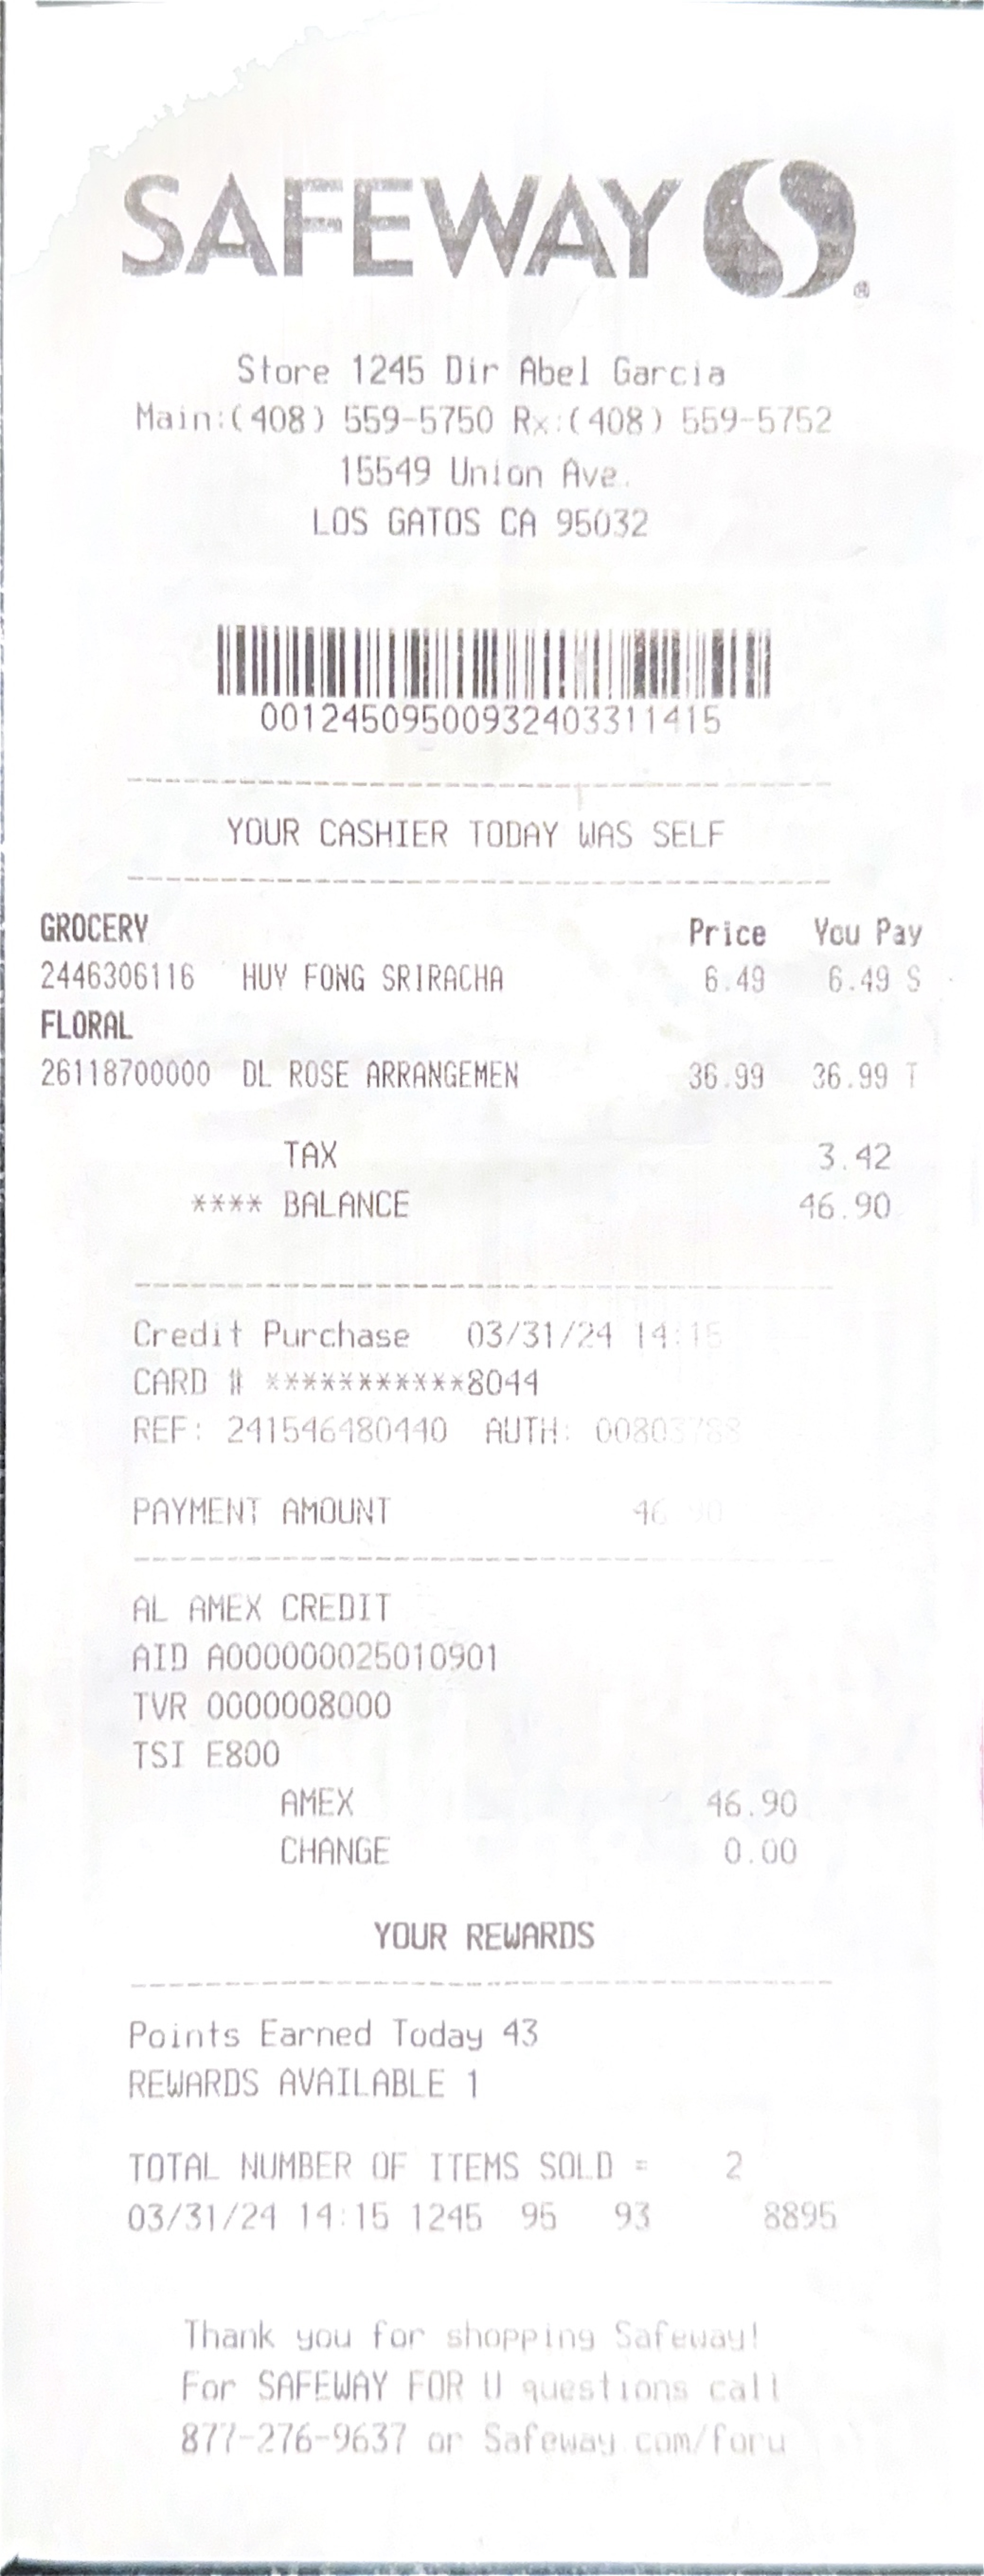 SAFEWAY ®
Store 1245 Dir Abel Garcia
Main:(408) 559-5750 Rx:(408) 559-5752
15549 Union Ave.
LOS GATOS CA 95032
00124509500932403311415
YOUR CASHIER TODAY WAS SELF
GROCERY Price You Pay
2446306116 HUY FONG SRIRACHA 6.49 6.49 S
FLORAL
26118700000 DL ROSE ARRANGEMEN 36.99 36.99 T
TAX 3.42
**** BALANCE 46.90
Credit Purchase 03/31/24 14:15
CARD # ***********8044
REF: 241546480440 AUTH: 00803788
PAYMENT AMOUNT 46.90
AL AMEX CREDIT
AID A000000025010901
TVR 0000008000
TSI E800
AMEX 46.90
CHANGE 0.00
YOUR REWARDS
Points Earned Today 43
REWARDS AVAILABLE 1
TOTAL NUMBER OF ITEMS SOLD = 2
03/31/24 14:15 1245 95 93 8895
Thank you for shopping Safeway!
For SAFEWAY FOR U questions call
877-276-9637 or Safeway.com/foru